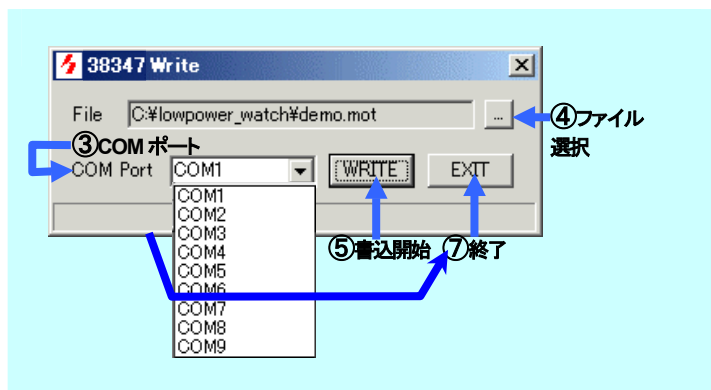 38347 Write
File C:¥lowpower_watch¥demo.mot ...
④ファイル
選択
③COM ポート
COM Port COM1 WRITE EXIT
COM1
COM2
COM3
COM4
COM5
COM6
COM7
COM8
COM9
⑤書込開始 ⑦終了